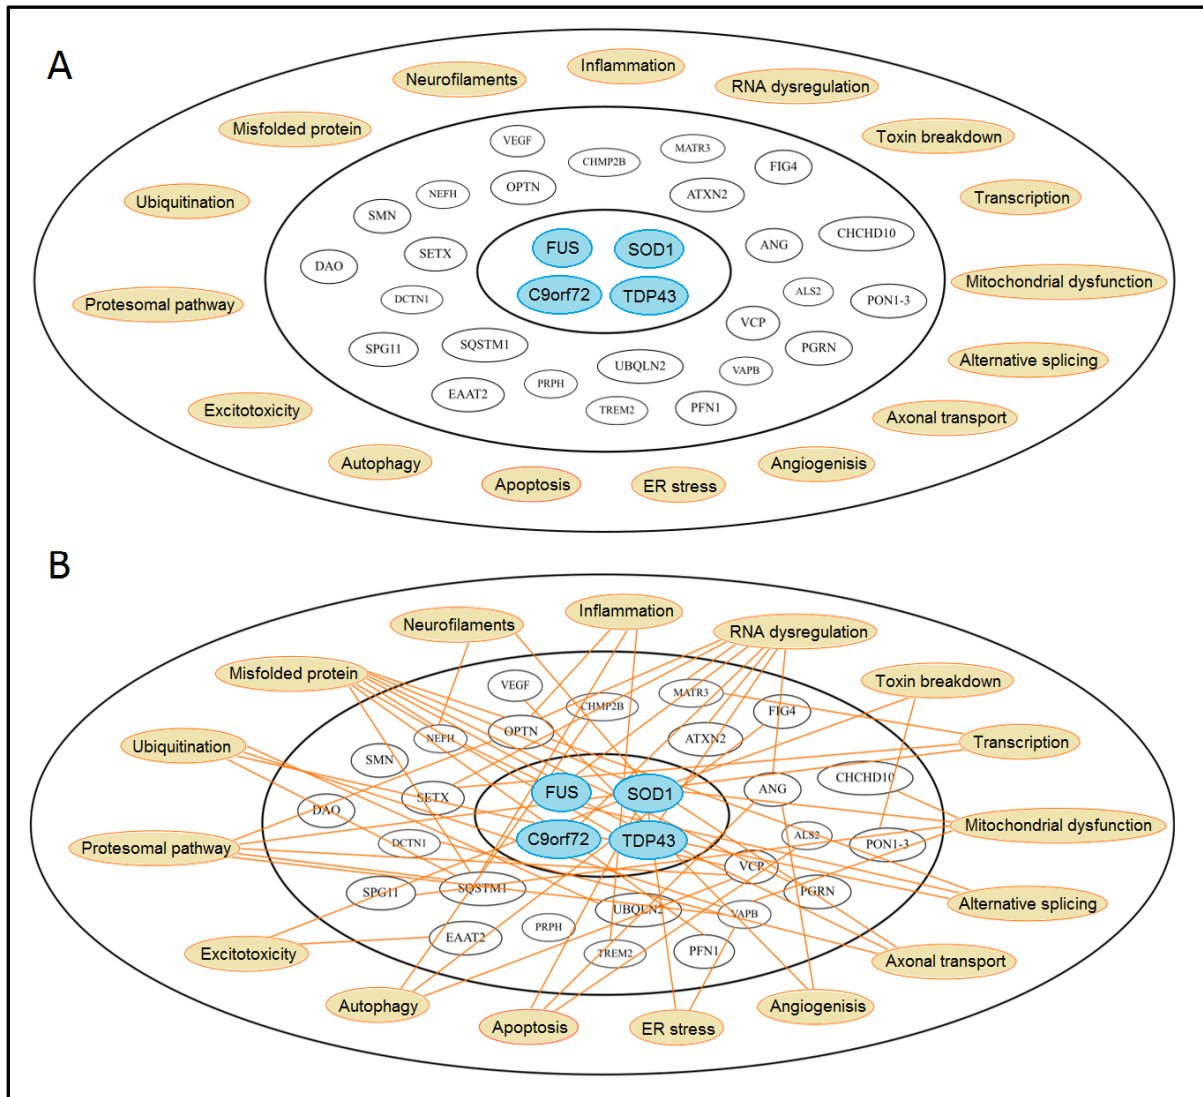 A
Inflammation
Neurofilaments
RNA dysregulation
Misfolded protein
Toxin breakdown
VEGF
CHMP2B
MATR3
FIG4
NEFH
OPTN
ATXN2
Ubiquitination
Transcription
SMN
CHCHD10
DAO
SETX
FUS
SOD1
ANG
Mitochondrial dysfunction
Protesomal pathway
DCTN1
C9orf72
TDP43
ALS2
PON1-3
VCP
SPG11
SQSTM1
PGRN
Alternative splicing
UBQLN2
VAPB
EAAT2
PRPH
TREM2
PFN1
Excitotoxicity
Axonal transport
Autophagy
Apoptosis
ER stress
Angiogenisis
B
Inflammation
Neurofilaments
RNA dysregulation
Misfolded protein
Toxin breakdown
VEGF
CHMP2B
MATR3
FIG4
NEFH
OPTN
ATXN2
Ubiquitination
Transcription
SMN
CHCHD10
DAO
SETX
FUS
SOD1
ANG
Mitochondrial dysfunction
Protesomal pathway
DCTN1
C9orf72
TDP43
ALS2
PON1-3
VCP
SPG11
SQSTM1
PGRN
Alternative splicing
UBQLN2
VAPB
EAAT2
PRPH
TREM2
PFN1
Excitotoxicity
Axonal transport
Autophagy
Apoptosis
ER stress
Angiogenisis